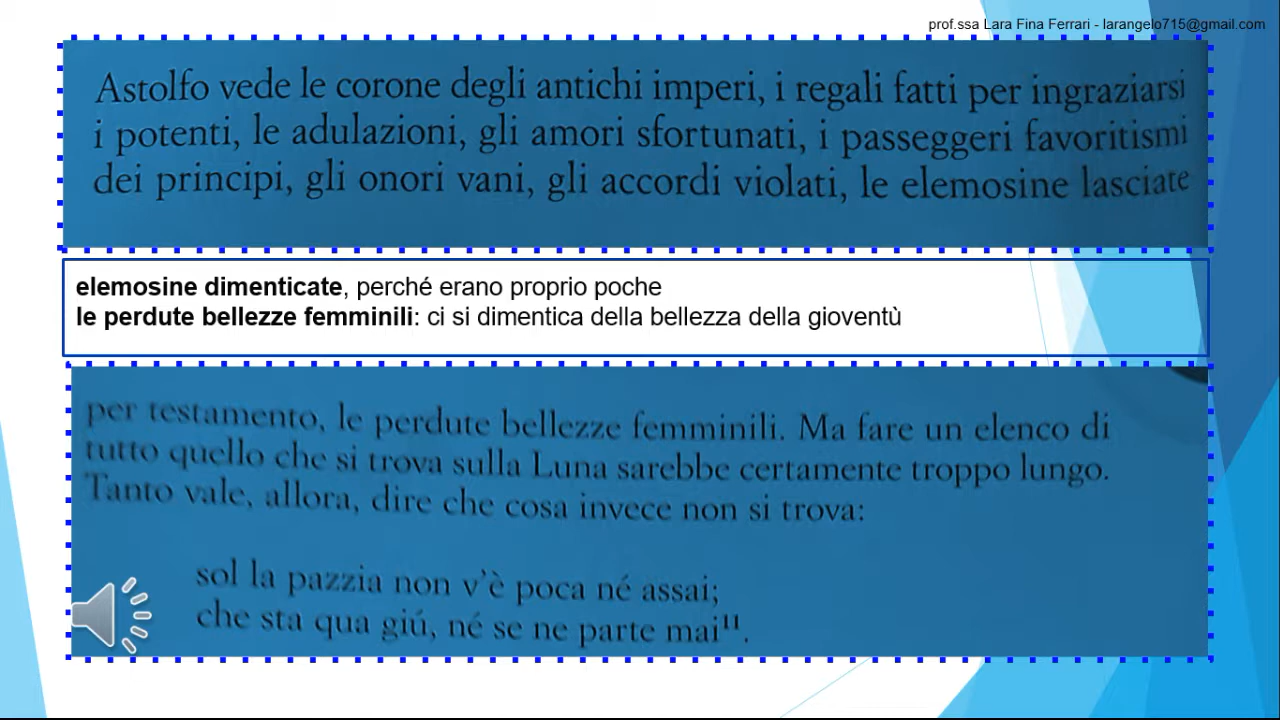 prof.ssa Lara Fina Ferrari - larangelo715@gmail.com
Astolfo vede le corone degli antichi imperi, i regali fatti per ingraziarsi
i potenti, le adulazioni, gli amori sfortunati, i passeggeri favoritismi
dei principi, gli onori vani, gli accordi violati, le elemosine lasciate
elemosine dimenticate, perché erano proprio poche
le perdute bellezze femminili: ci si dimentica della bellezza della gioventù
per testamento, le perdute bellezze femminili. Ma fare un elenco di
tutto quello che si trova sulla Luna sarebbe certamente troppo lungo.
Tanto vale, allora, dire che cosa invece non si trova:
sol la pazzia non v'è poca né assai;
che sta qua giú, né se ne parte mai¹¹.